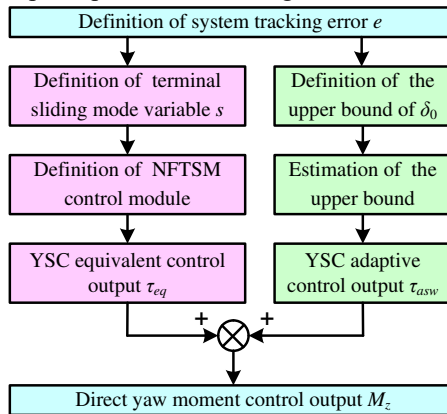 Definition of system tracking error e
Definition of terminal
sliding mode variable s
Definition of the
upper bound of δ0
Definition of NFTSM
control module
Estimation of the
upper bound
YSC equivalent control
output τeq
YSC adaptive
control output τasw
+ +
Direct yaw moment control output Mz